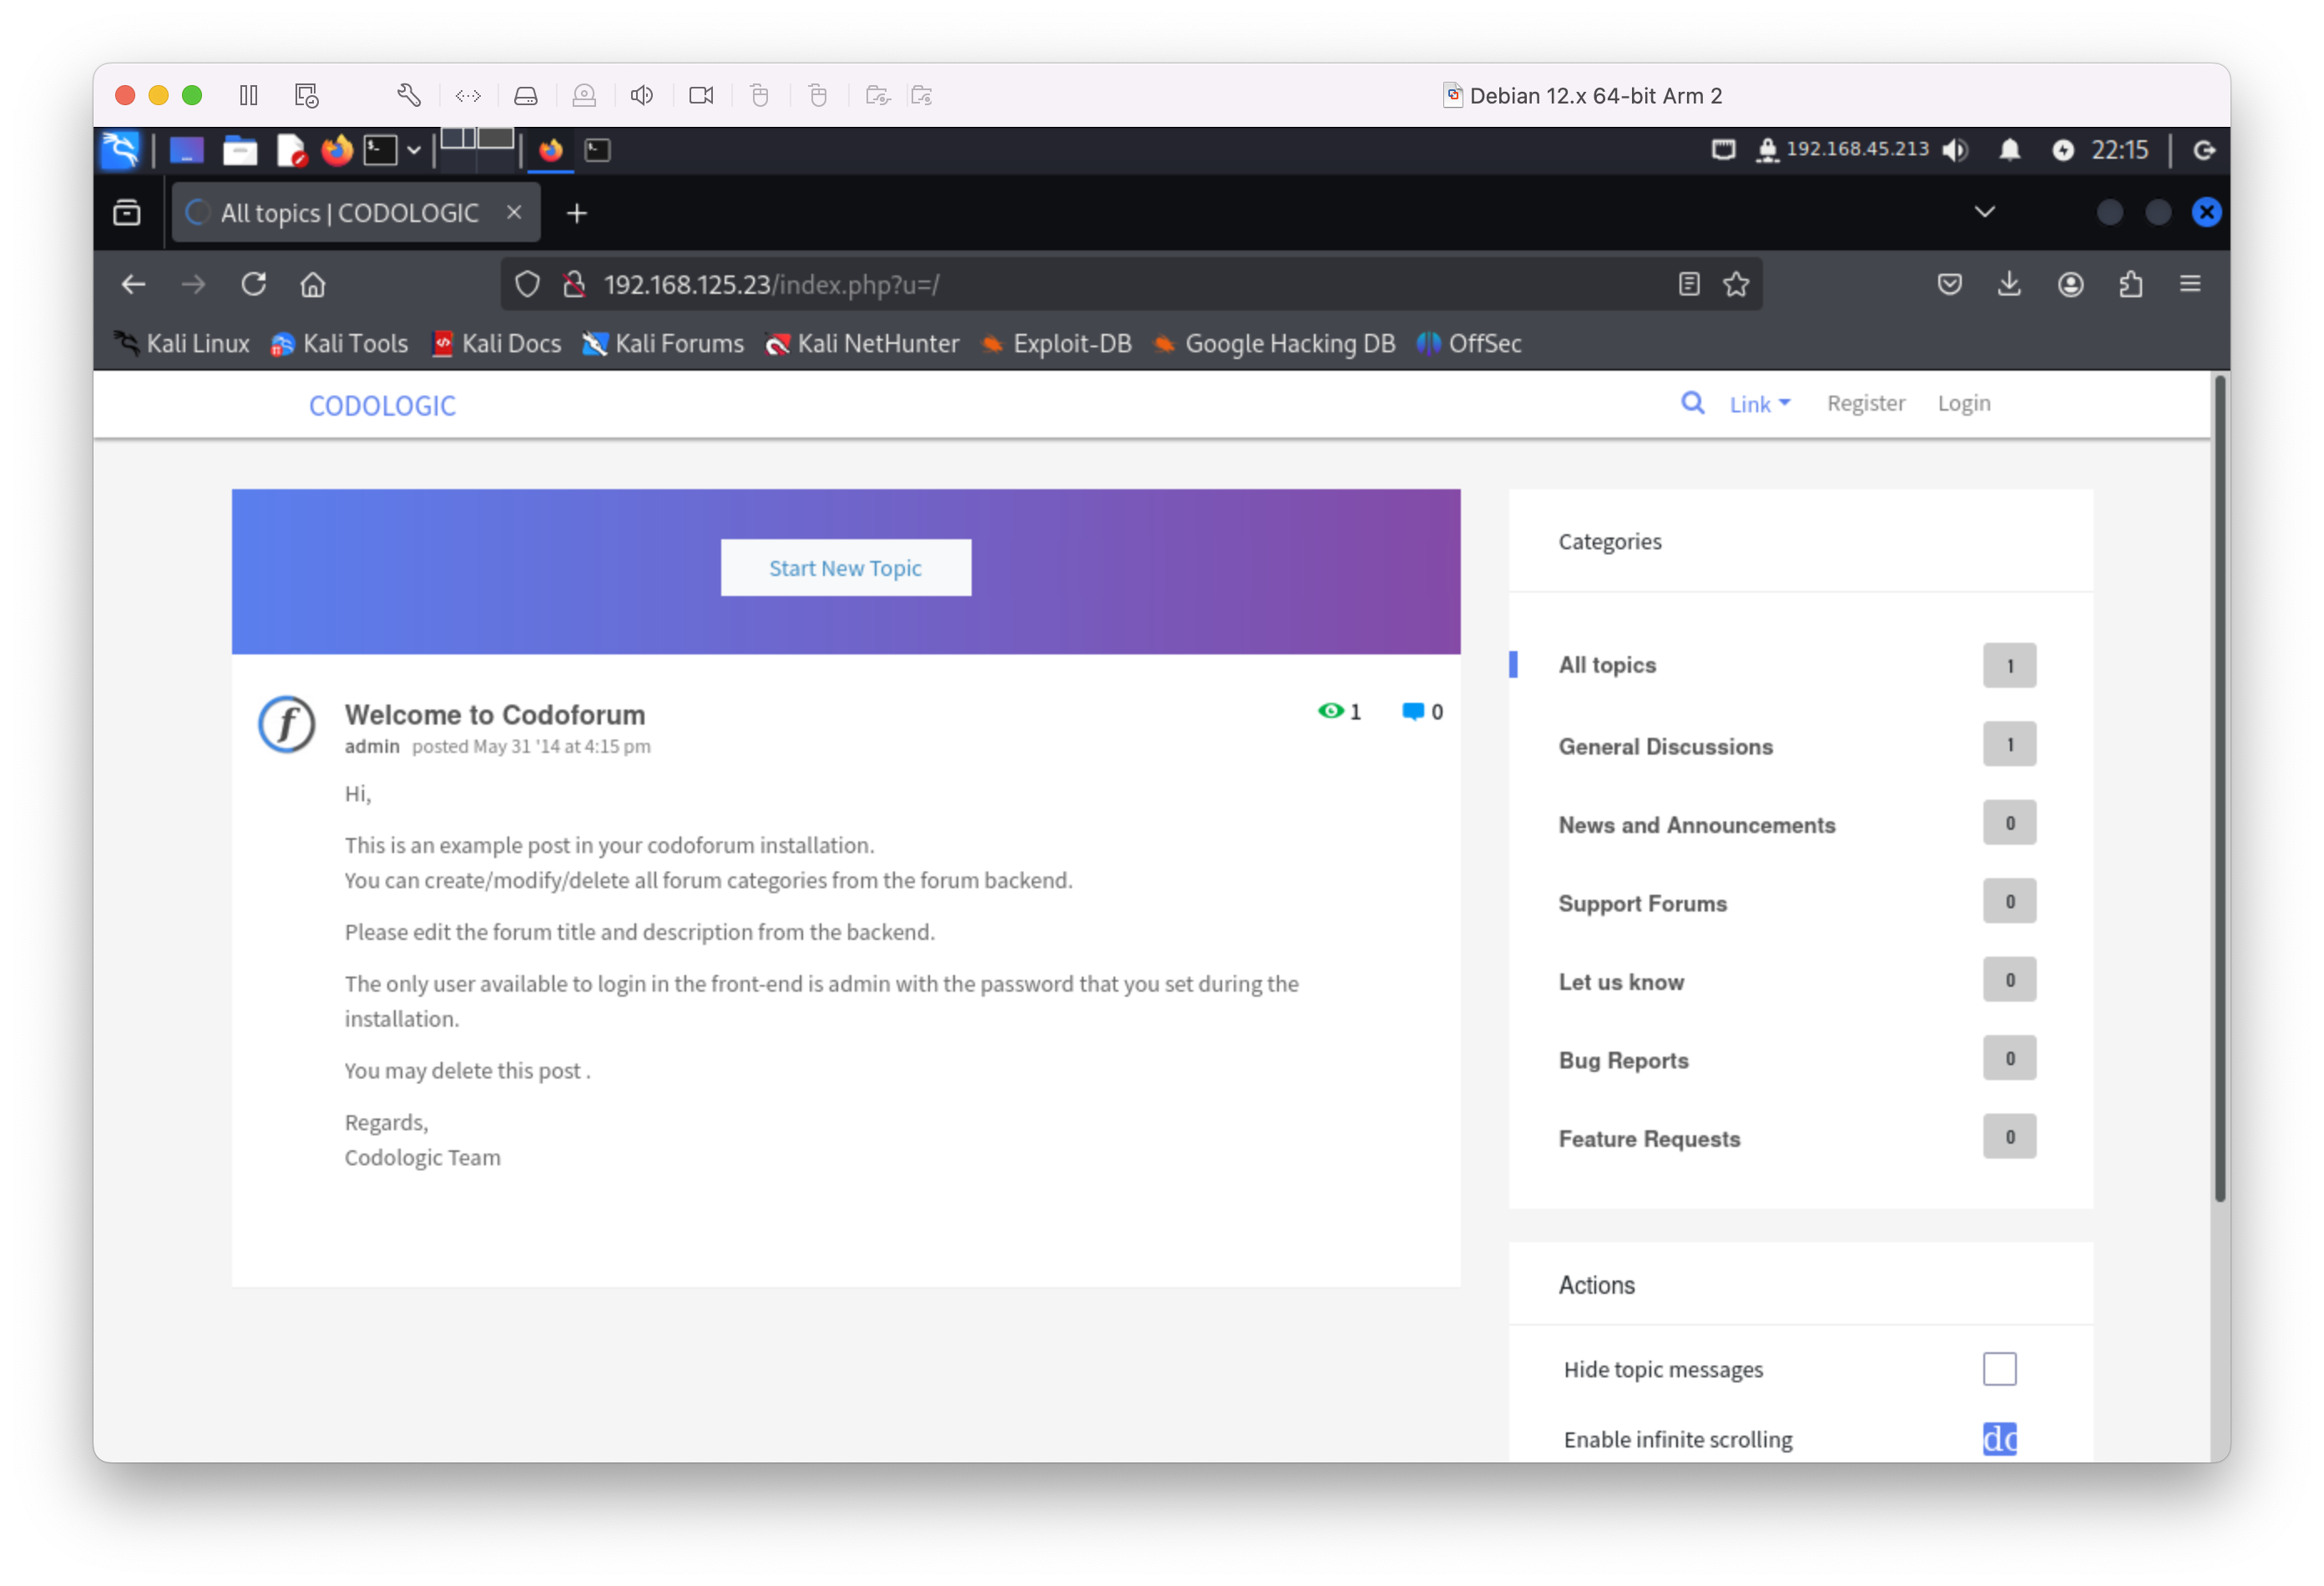 Debian 12.x 64-bit Arm 2
192.168.45.213
22:15
All topics | CODOLOGIC
192.168.125.23/index.php?u=/
Kali Linux Kali Tools Kali Docs Kali Forums Kali NetHunter Exploit-DB Google Hacking DB OffSec
CODOLOGIC
Link Register Login
Start New Topic
Welcome to Codoforum
1 0
admin posted May 31 '14 at 4:15 pm
Hi,
This is an example post in your codoforum installation.
You can create/modify/delete all forum categories from the forum backend.
Please edit the forum title and description from the backend.
The only user available to login in the front-end is admin with the password that you set during the
installation.
You may delete this post .
Regards,
Codologic Team
Categories
All topics 1
General Discussions 1
News and Announcements 0
Support Forums 0
Let us know 0
Bug Reports 0
Feature Requests 0
Actions
Hide topic messages
Enable infinite scrolling